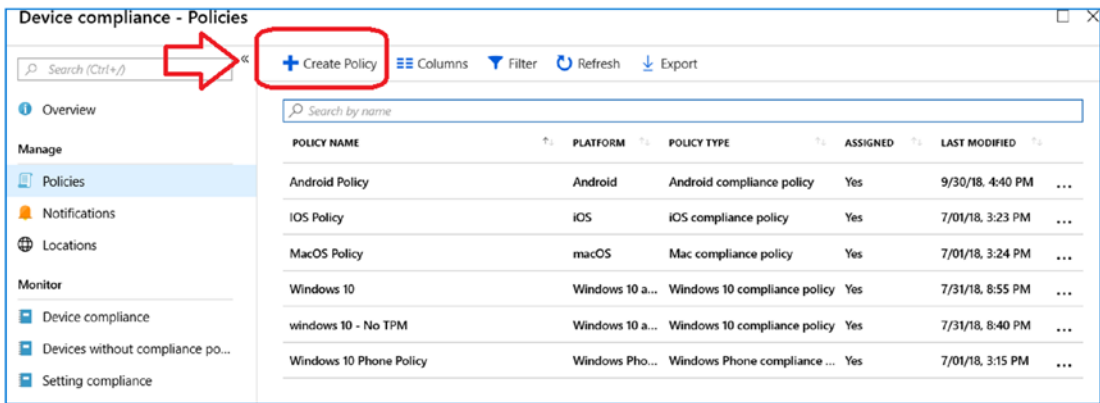 Device compliance - Policies
Search (Ctrl+/)
«
Create Policy
Columns
Filter
Refresh
Export
Overview
Search by name
Manage
POLICY NAME PLATFORM POLICY TYPE ASSIGNED LAST MODIFIED
Policies
Android Policy Android Android compliance policy Yes 9/30/18, 4:40 PM ...
Notifications
IOS Policy iOS iOS compliance policy Yes 7/01/18, 3:23 PM ...
Locations
MacOS Policy macOS Mac compliance policy Yes 7/01/18, 3:24 PM ...
Monitor
Windows 10 Windows 10 a... Windows 10 compliance policy Yes 7/31/18, 8:55 PM ...
Device compliance
windows 10 - No TPM Windows 10 a... Windows 10 compliance policy Yes 7/31/18, 8:40 PM ...
Devices without compliance po...
Windows 10 Phone Policy Windows Pho... Windows Phone compliance ... Yes 7/01/18, 3:15 PM ...
Setting compliance